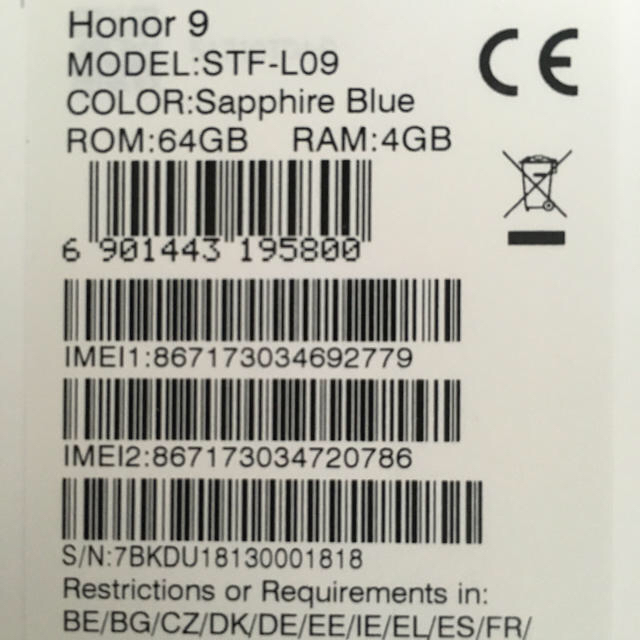 Honor 9
MODEL:STF-L09
COLOR:Sapphire Blue
ROM:64GB RAM:4GB
CE
6 901443 195800
IMEI1:867173034692779
IMEI2:867173034720786
S/N:7BKDU18130001818
Restrictions or Requirements in:
BE/BG/CZ/DK/DE/EE/IE/EL/ES/FR/